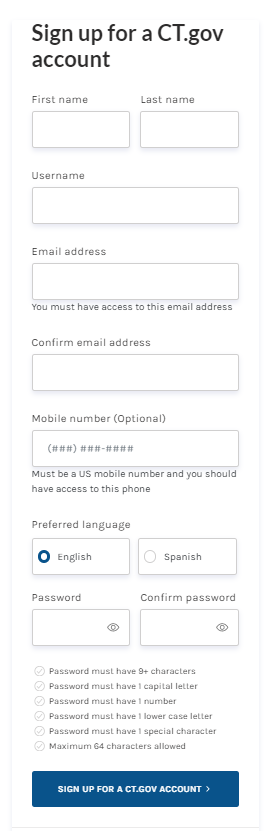 Sign up for a CT.gov
account
First name
Last name
Username
Email address
You must have access to this email address
Confirm email address
Mobile number (Optional)
(###) ###-####
Must be a US mobile number and you should
have access to this phone
Preferred language
English
Spanish
Password
Confirm password
Password must have 9+ characters
Password must have 1 capital letter
Password must have 1 number
Password must have 1 lower case letter
Password must have 1 special character
Maximum 64 characters allowed
SIGN UP FOR A CT.GOV ACCOUNT